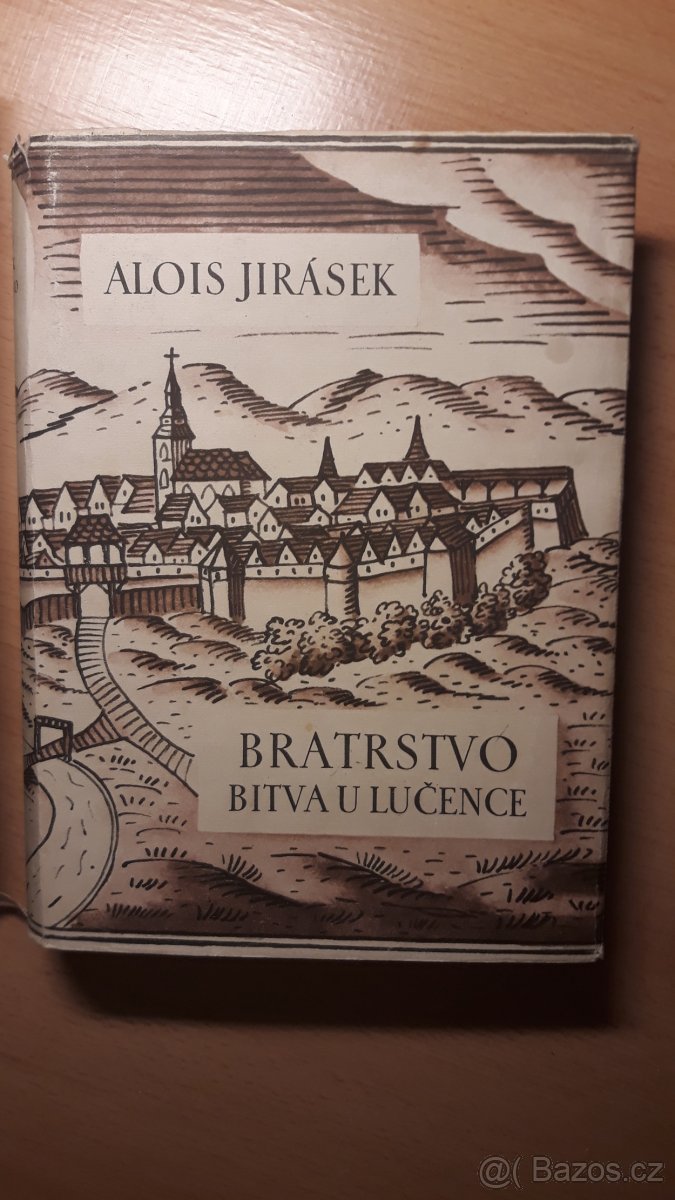 ALOIS JIRÁSEK
BRATRSTVO
BITVA U LUČENCE
@( Bazos.cz